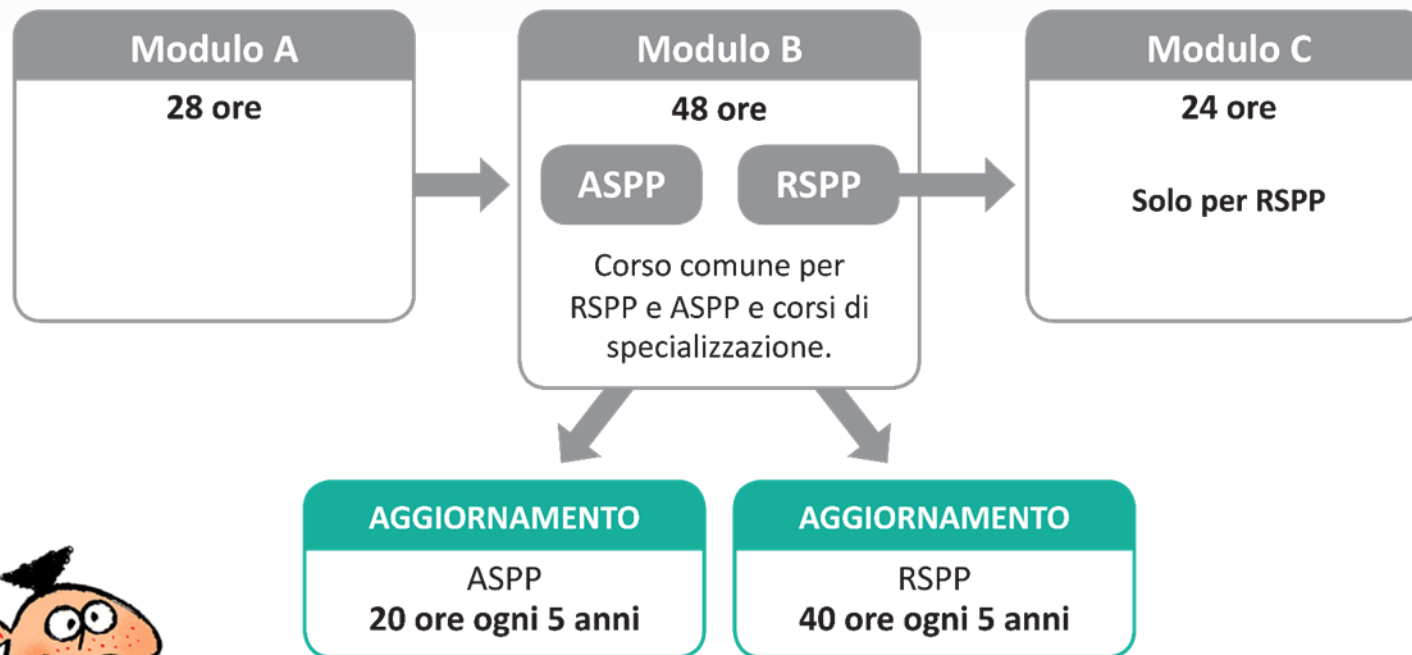 Modulo A
28 ore
Modulo B
48 ore
ASPP
RSPP
Corso comune per
RSPP e ASPP e corsi di
specializzazione.
Modulo C
24 ore
Solo per RSPP
AGGIORNAMENTO
ASPP
20 ore ogni 5 anni
AGGIORNAMENTO
RSPP
40 ore ogni 5 anni